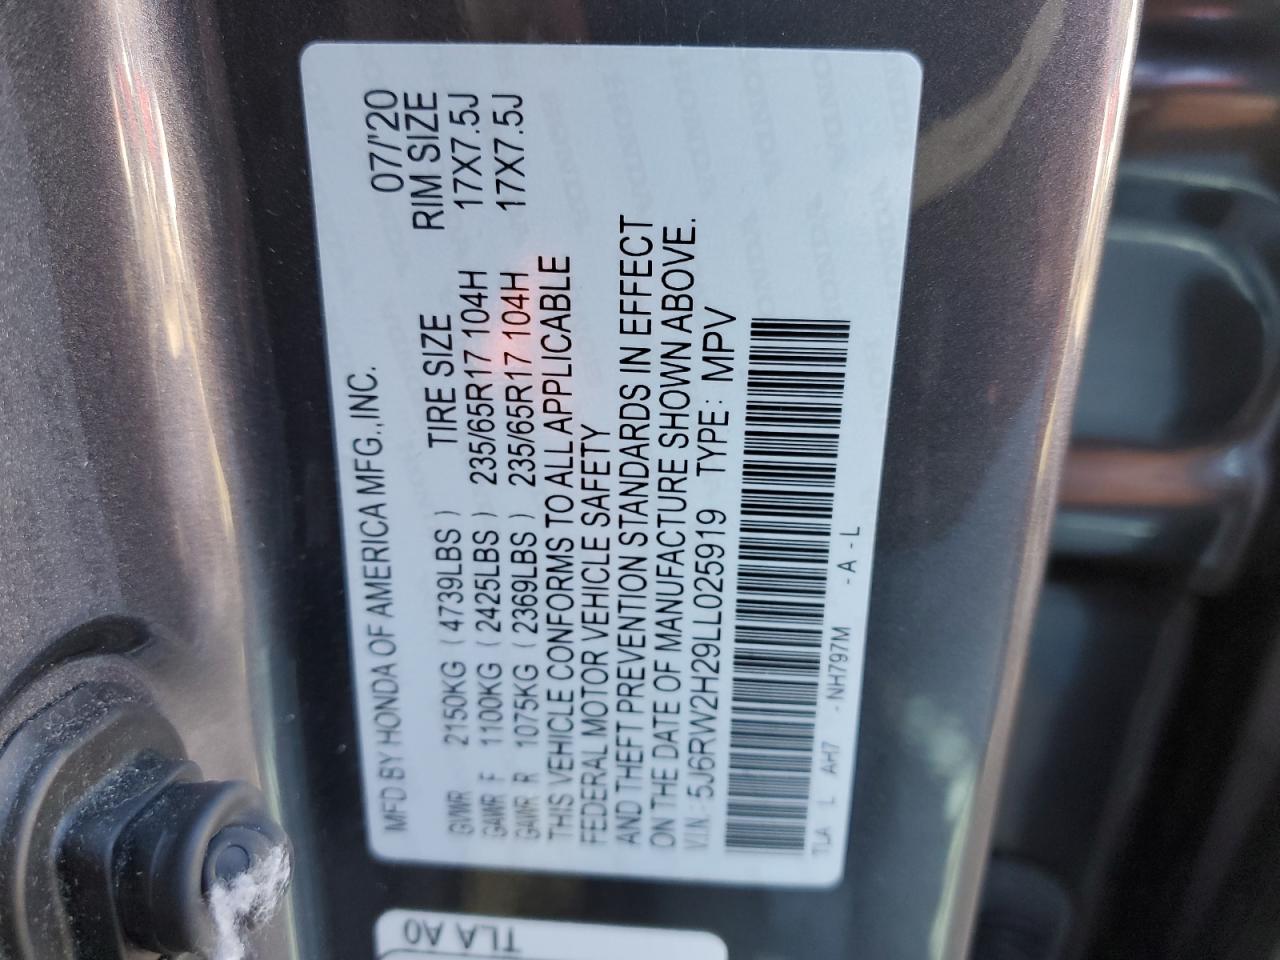 MFD BY HONDA OF AMERICA MFG.,INC. 07/'20
TIRE SIZE RIM SIZE
GVWR 2150KG ( 4739LBS )
GAWR F 1100KG ( 2425LBS ) 235/65R17 104H 17X7.5J
GAWR R 1075KG ( 2369LBS ) 235/65R17 104H 17X7.5J
THIS VEHICLE CONFORMS TO ALL APPLICABLE
FEDERAL MOTOR VEHICLE SAFETY
AND THEFT PREVENTION STANDARDS IN EFFECT
ON THE DATE OF MANUFACTURE SHOWN ABOVE.
V.I.N.: 5J6RW2H29LL025919 TYPE: MPV
TLA L AH7 - NH797M - A - L
TLA A0